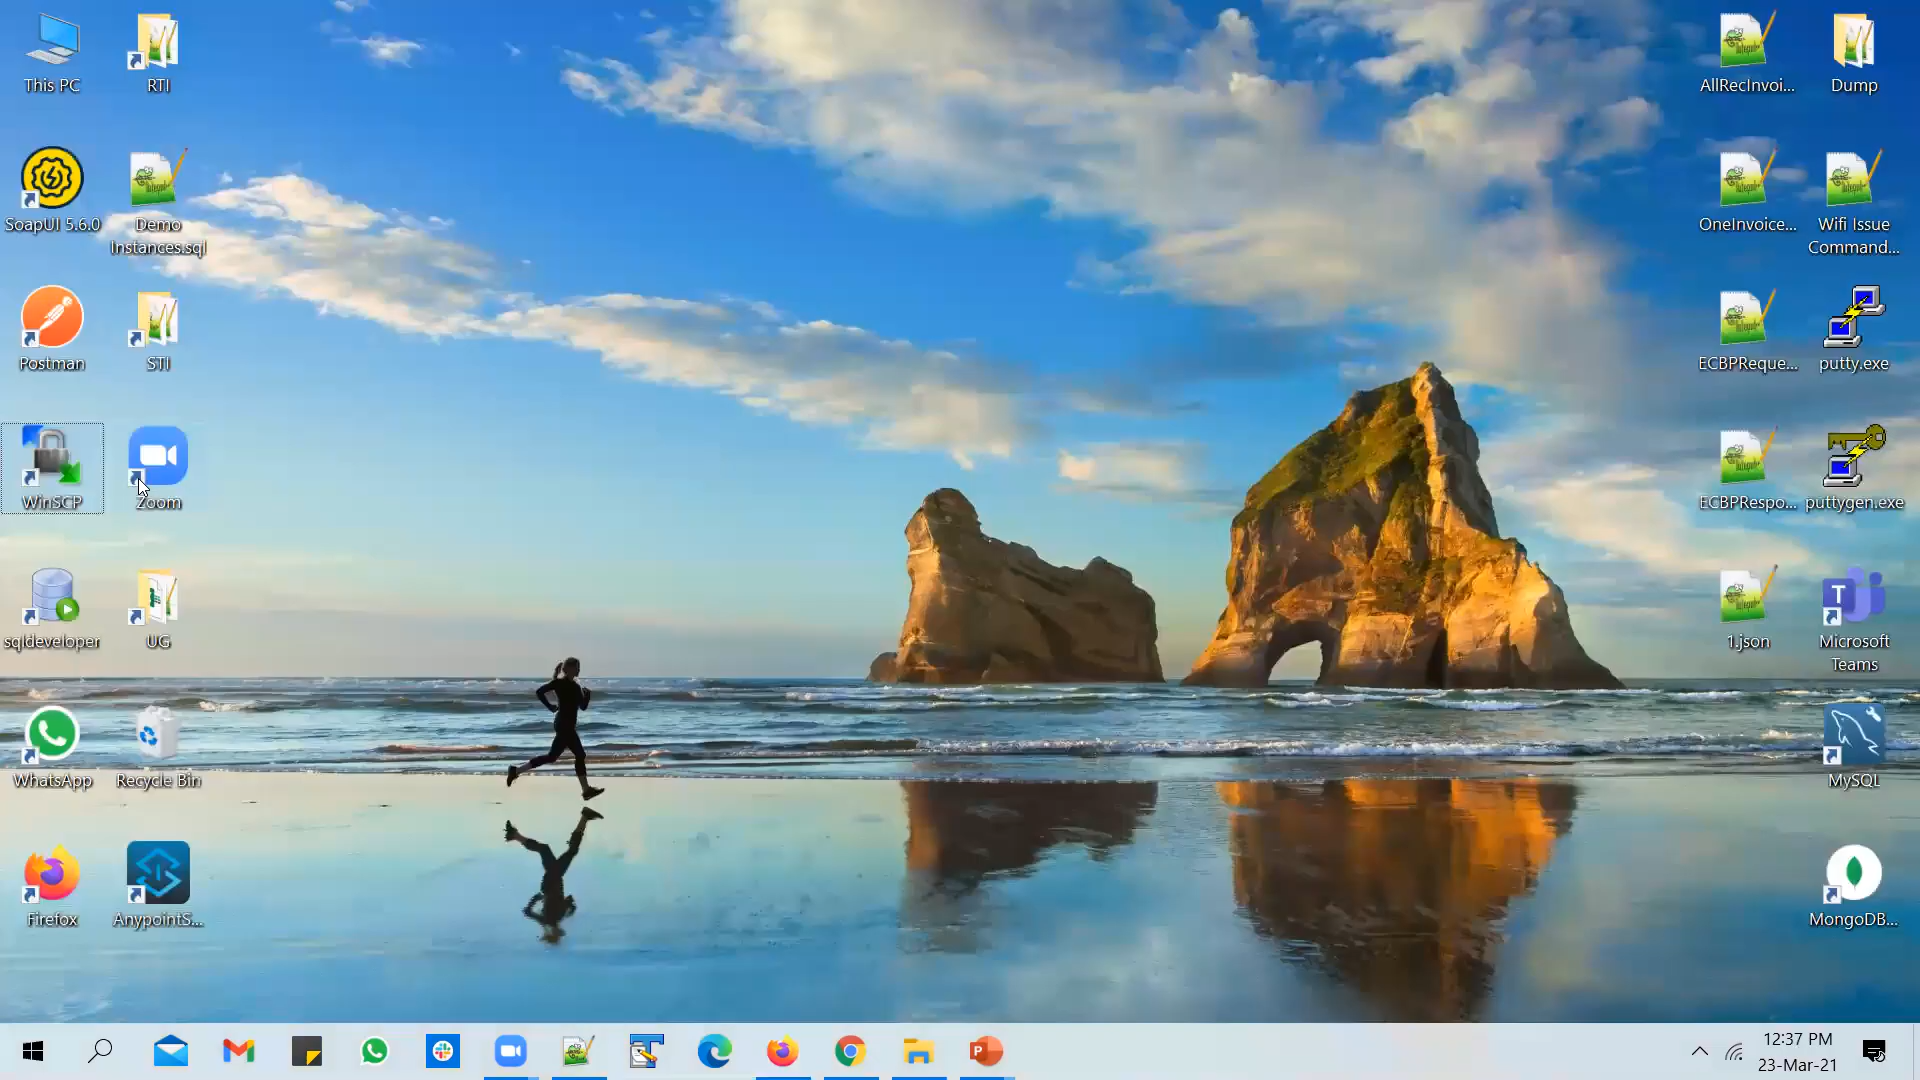 This PC
RTI
SoapUI 5.6.0
Demo
Instances.sql
Postman
STI
WinSCP
Zoom
sqldeveloper
UG
WhatsApp
Recycle Bin
Firefox
AnypointS...
AllRecInvoi...
Dump
OneInvoice...
Wifi Issue
Command...
ECBPReque...
putty.exe
ECBPRespo...
puttygen.exe
1.json
Microsoft
Teams
MySQL
MongoDB...
12:37 PM
23-Mar-21